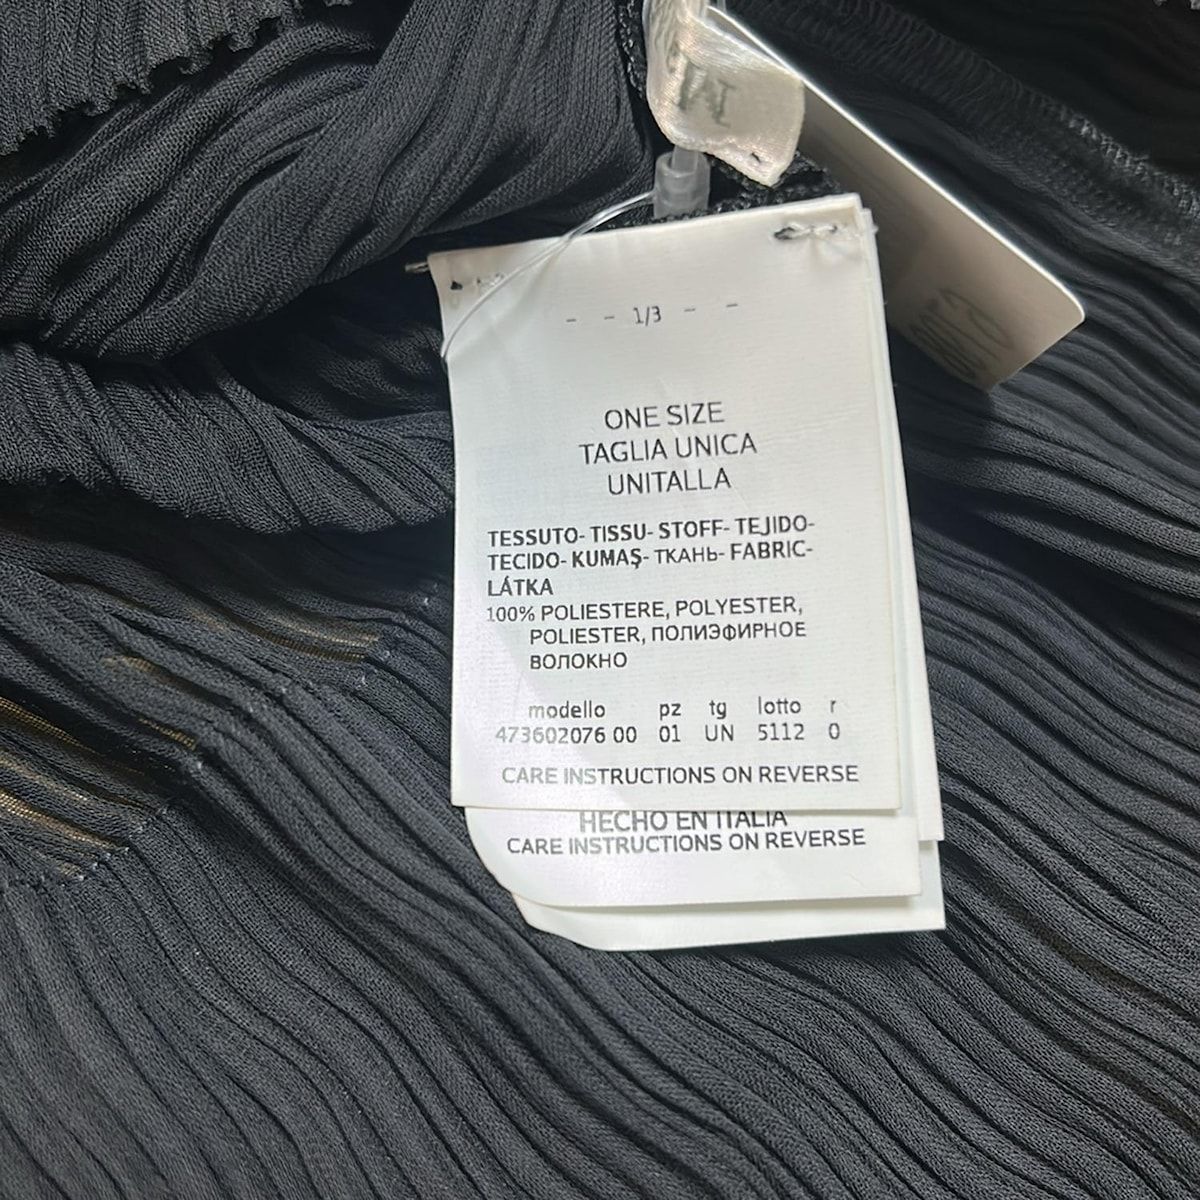 - - 1/3 - -
ONE SIZE
TAGLIA UNICA
UNITALLA
TESSUTO- TISSU- STOFF- TEJIDO-
TECIDO- KUMAŞ- ТКАНЬ- FABRIC-
LÁTKA
100% POLIESTERE, POLYESTER,
POLIESTER, ПОЛИЭФИРНОЕ
ВОЛОКНО
modello pz tg lotto r
473602076 00 01 UN 5112 0
CARE INSTRUCTIONS ON REVERSE
HECHO EN ITALIA
CARE INSTRUCTIONS ON REVERSE